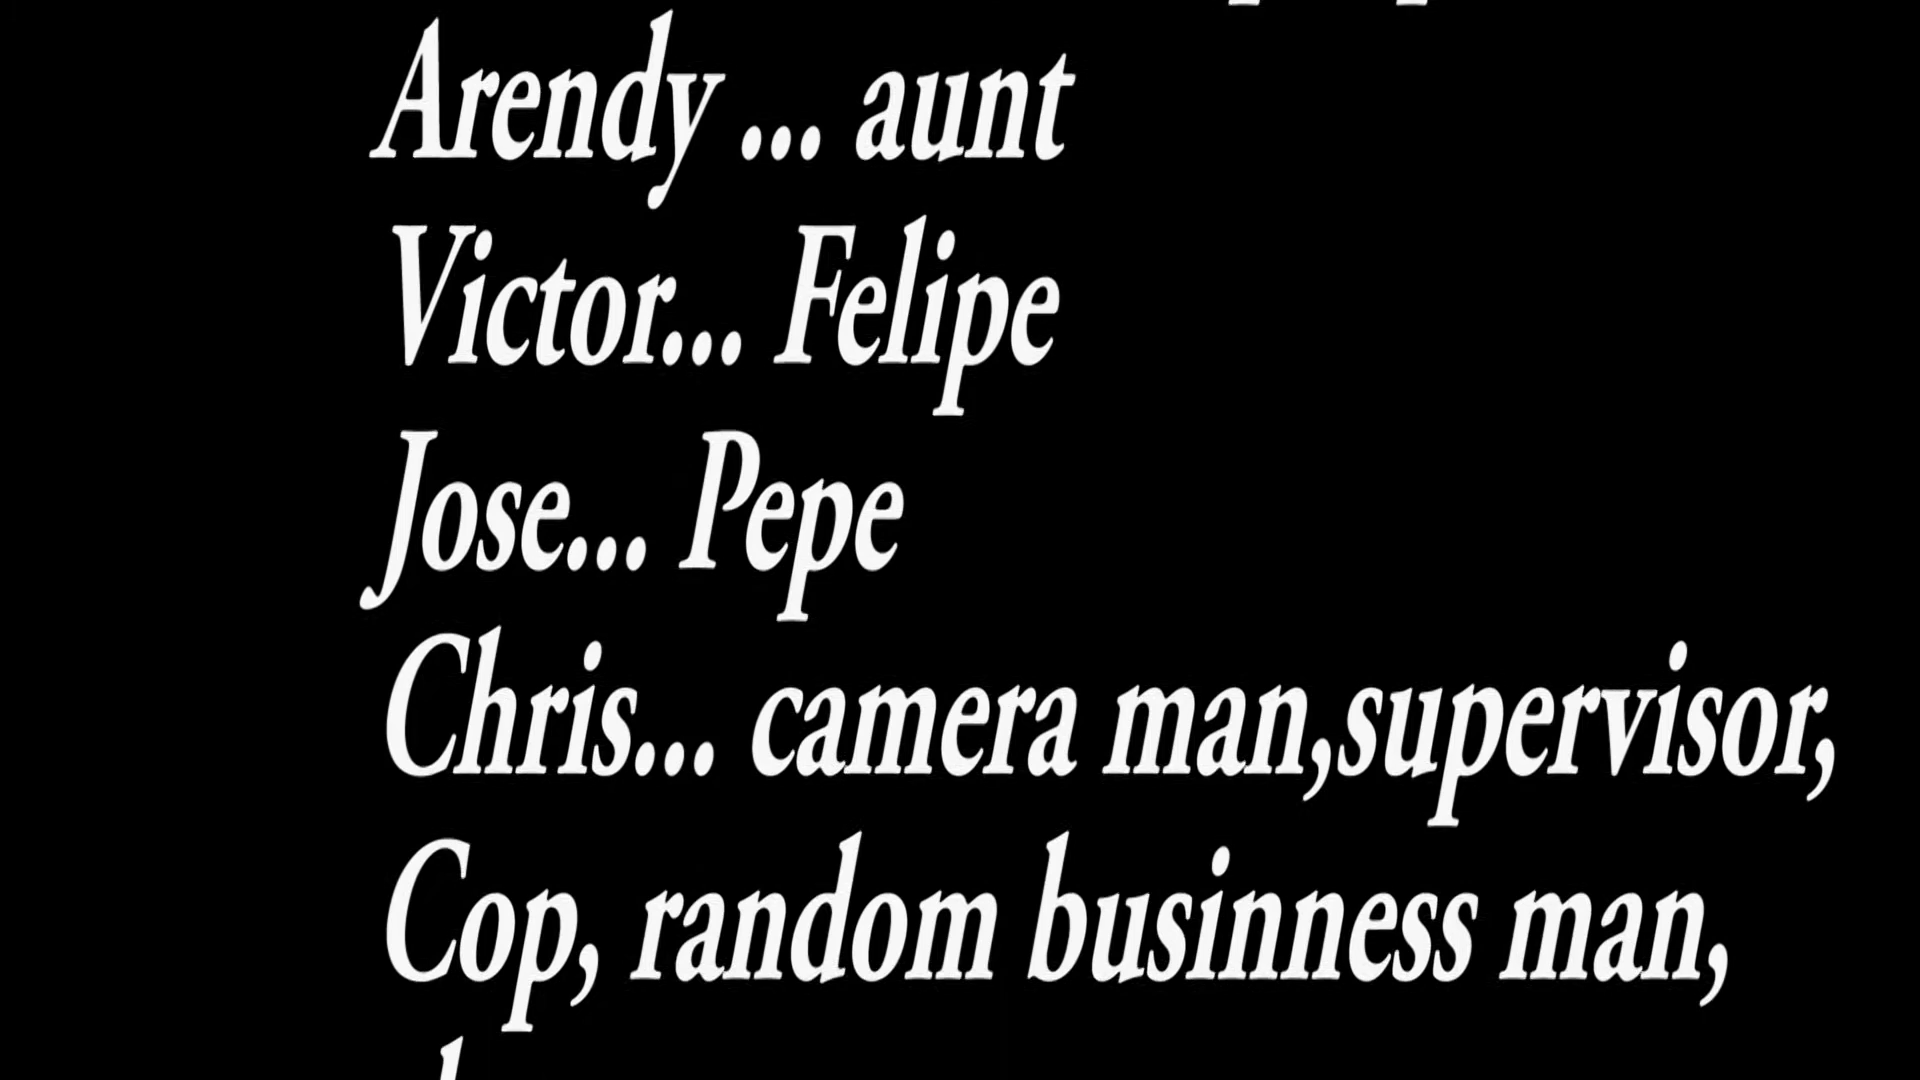 Arendy ... aunt
Victor... Felipe
Jose... Pepe
Chris... camera man,supervisor,
Cop, random businness man,